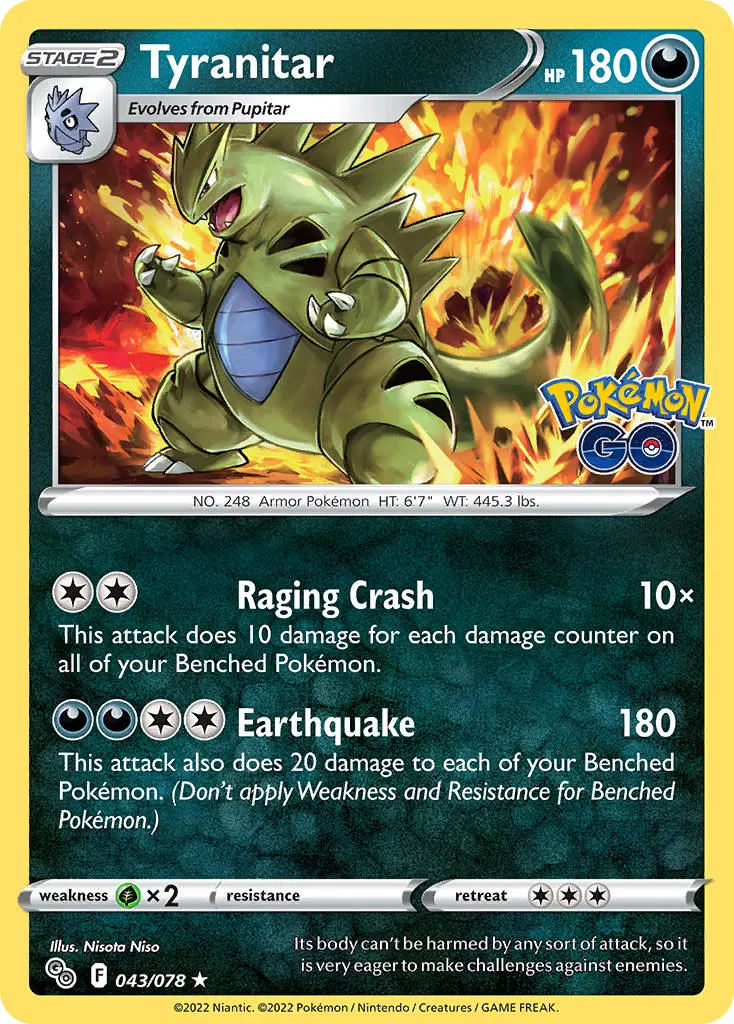 STAGE 2
Tyranitar
HP 180
Evolves from Pupitar
Pokémon
GO
TM
NO. 248 Armor Pokémon HT: 6'7" WT: 445.3 lbs.
Raging Crash 10×
This attack does 10 damage for each damage counter on
all of your Benched Pokémon.
Earthquake 180
This attack also does 20 damage to each of your Benched
Pokémon. (Don't apply Weakness and Resistance for Benched
Pokémon.)
weakness ×2 resistance retreat
Illus. Nisota Niso
Its body can't be harmed by any sort of attack, so it
is very eager to make challenges against enemies.
GO F 043/078 ★
©2022 Niantic. ©2022 Pokémon / Nintendo / Creatures / GAME FREAK.